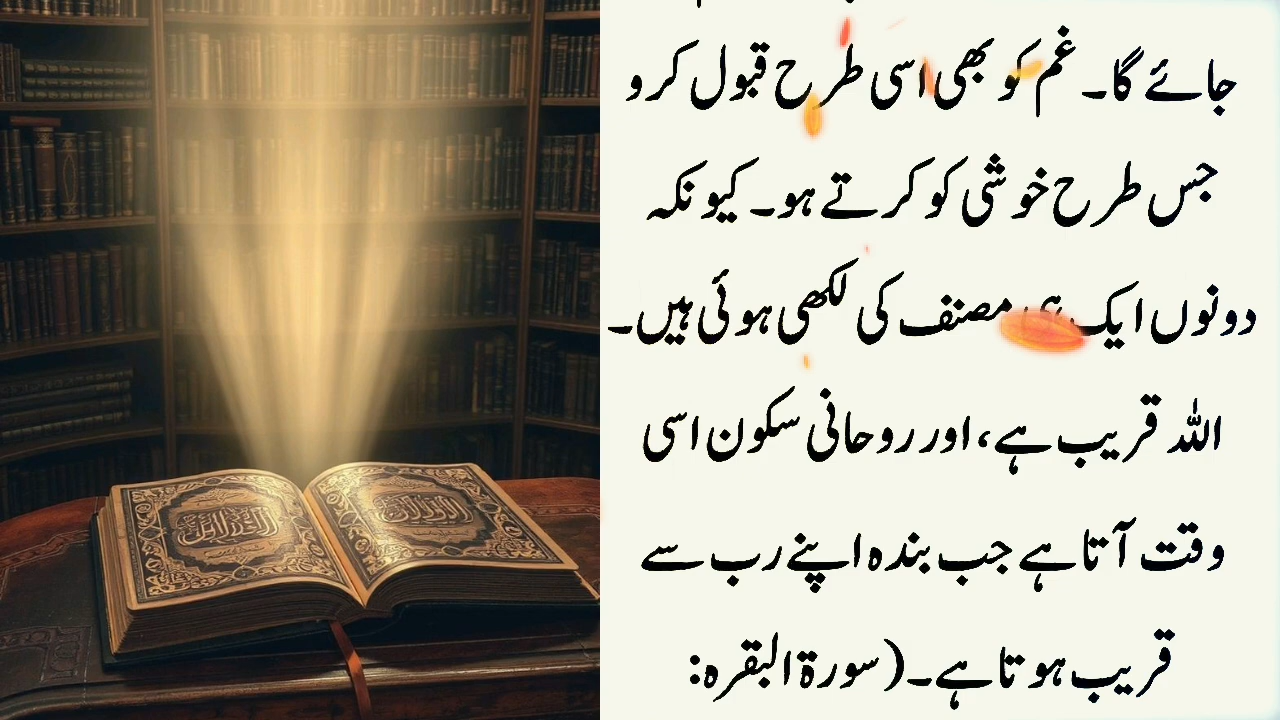 جائے گا۔ غم کو بھی اسی طرح قبول کرو
جس طرح خوشی کو کرتے ہو۔ کیونکہ
دونوں ایک ہی مصنف کی لکھی ہوئی ہیں۔
اللہ قریب ہے، اور روحانی سکون اسی
وقت آتا ہے جب بندہ اپنے رب سے
قریب ہوتا ہے۔ (سورۃ البقرہ: